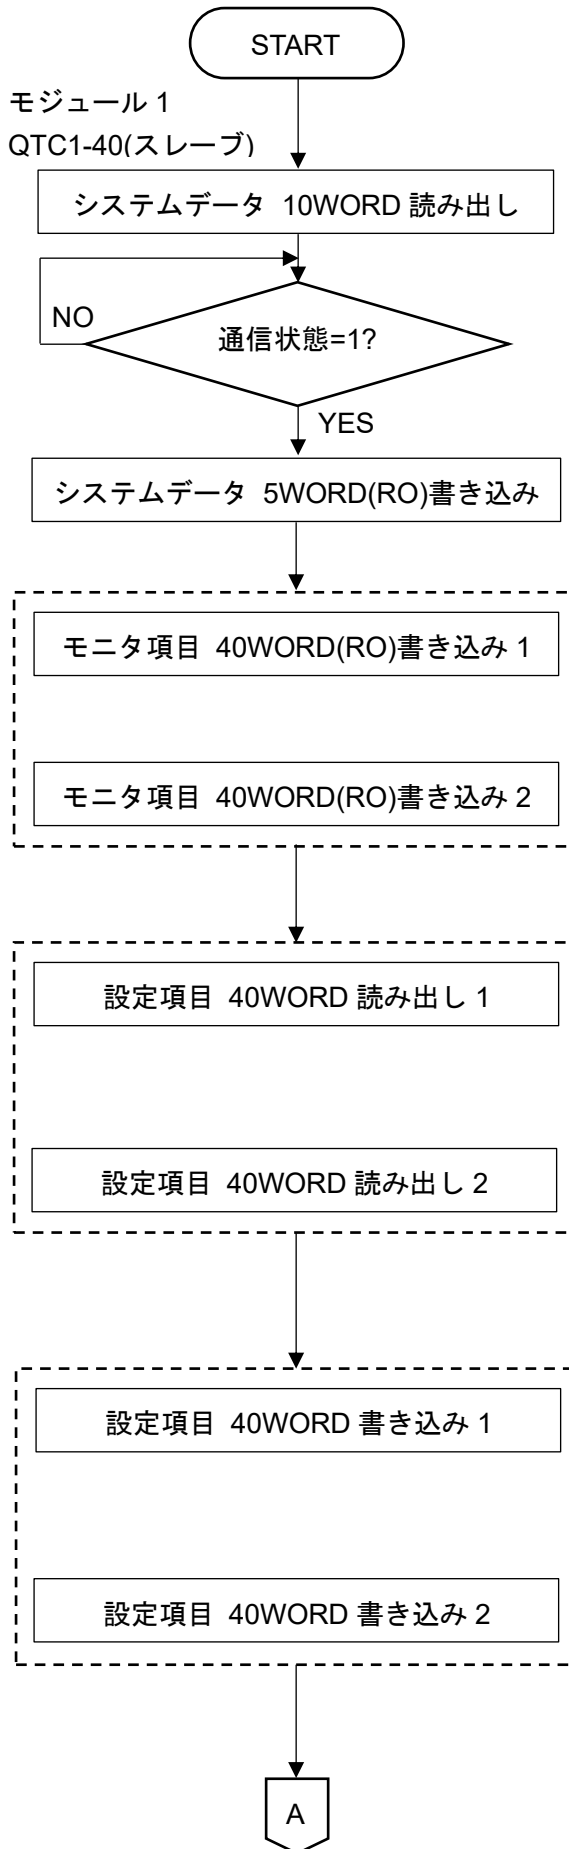 START
モジュール 1
QTC1-40(スレーブ)
システムデータ 10WORD 読み出し
NO
通信状態=1?
YES
システムデータ 5WORD(RO)書き込み
モニタ項目 40WORD(RO)書き込み 1
モニタ項目 40WORD(RO)書き込み 2
設定項目 40WORD 読み出し 1
設定項目 40WORD 読み出し 2
設定項目 40WORD 書き込み 1
設定項目 40WORD 書き込み 2
A